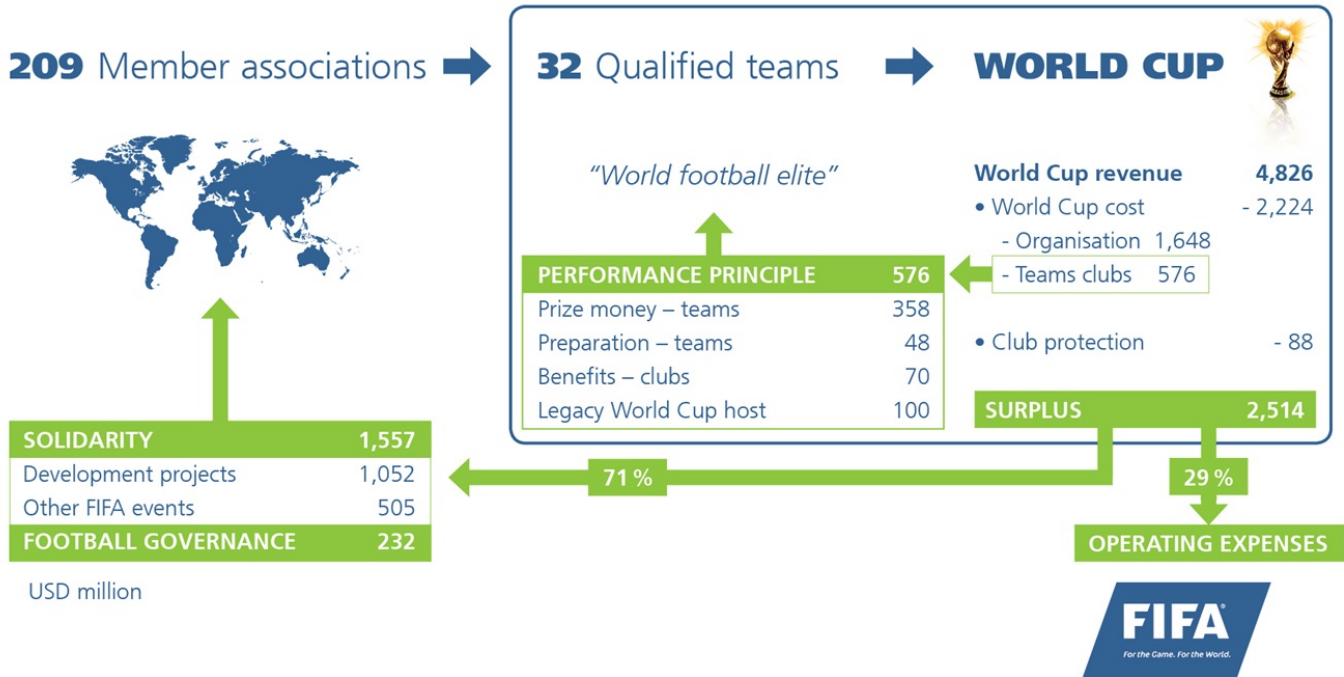 209 Member associations
32 Qualified teams
WORLD CUP
"World football elite"
World Cup revenue 4,826
• World Cup cost - 2,224
- Organisation 1,648
- Teams clubs 576
• Club protection - 88
SURPLUS 2,514
PERFORMANCE PRINCIPLE 576
Prize money – teams 358
Preparation – teams 48
Benefits – clubs 70
Legacy World Cup host 100
71 %
29 %
SOLIDARITY 1,557
Development projects 1,052
Other FIFA events 505
FOOTBALL GOVERNANCE 232
OPERATING EXPENSES
USD million
FIFA®
For the Game. For the World.